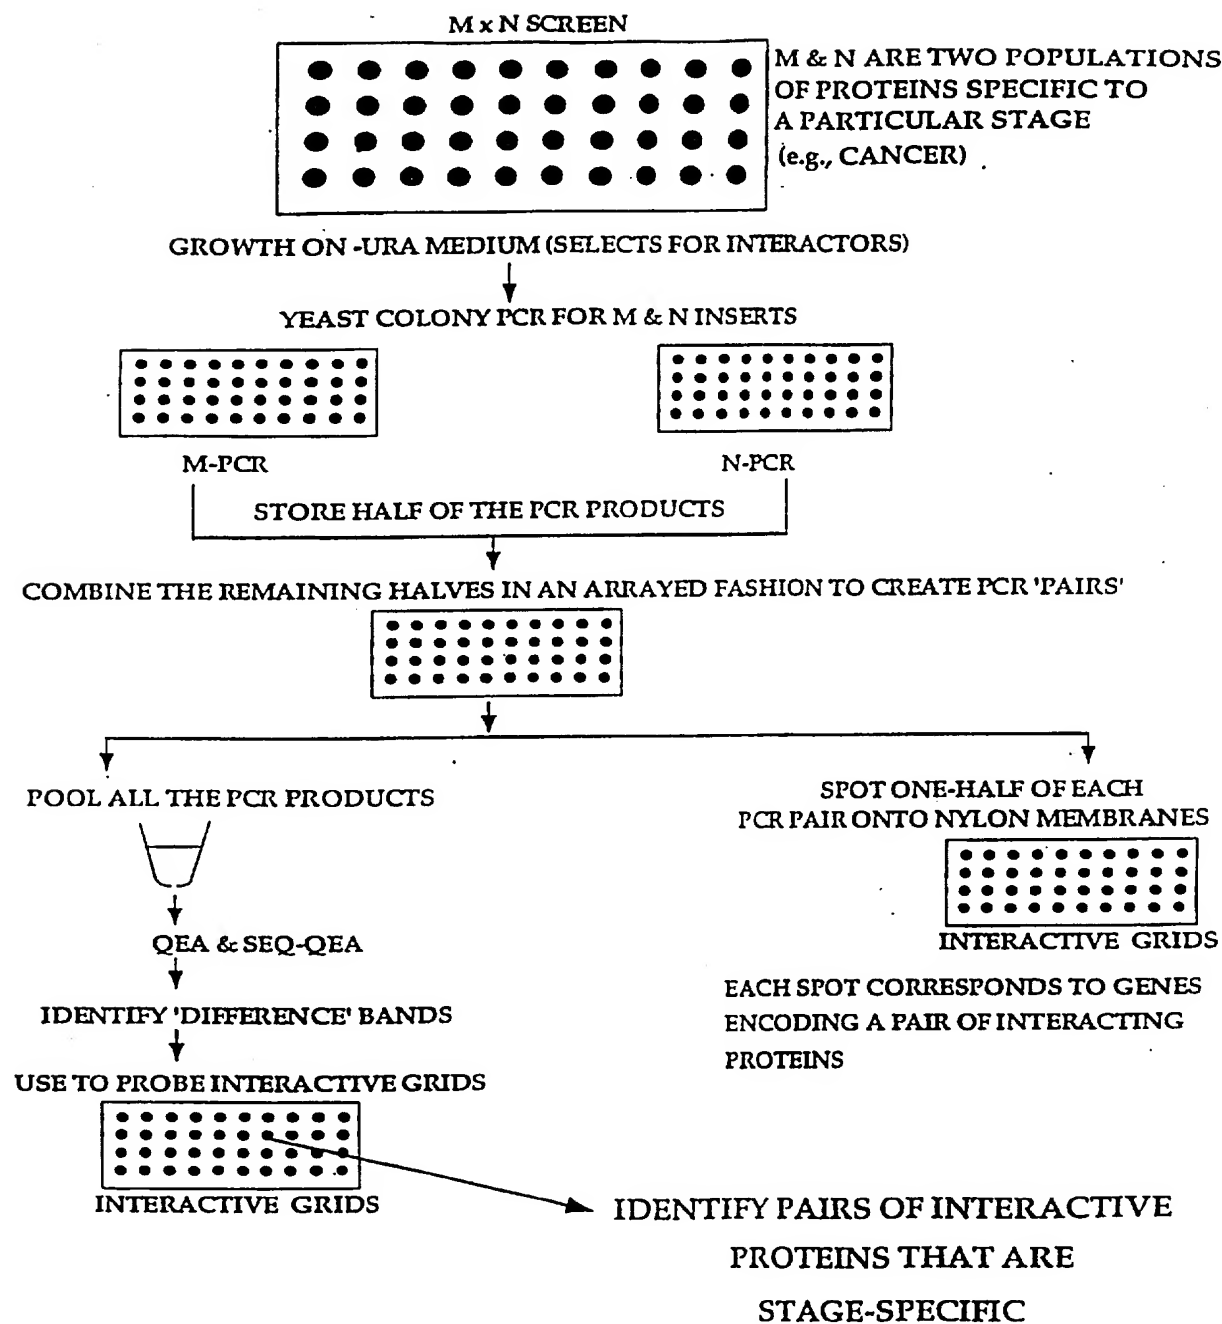 M x N SCREEN
M & N ARE TWO POPULATIONS
OF PROTEINS SPECIFIC TO
A PARTICULAR STAGE
(e.g., CANCER)
GROWTH ON -URA MEDIUM (SELECTS FOR INTERACTORS)
YEAST COLONY PCR FOR M & N INSERTS
M-PCR
N-PCR
STORE HALF OF THE PCR PRODUCTS
COMBINE THE REMAINING HALVES IN AN ARRAYED FASHION TO CREATE PCR 'PAIRS'
POOL ALL THE PCR PRODUCTS
QEA & SEQ-QEA
IDENTIFY 'DIFFERENCE' BANDS
USE TO PROBE INTERACTIVE GRIDS
INTERACTIVE GRIDS
SPOT ONE-HALF OF EACH
PCR PAIR ONTO NYLON MEMBRANES
INTERACTIVE GRIDS
EACH SPOT CORRESPONDS TO GENES
ENCODING A PAIR OF INTERACTING
PROTEINS
IDENTIFY PAIRS OF INTERACTIVE
PROTEINS THAT ARE
STAGE-SPECIFIC